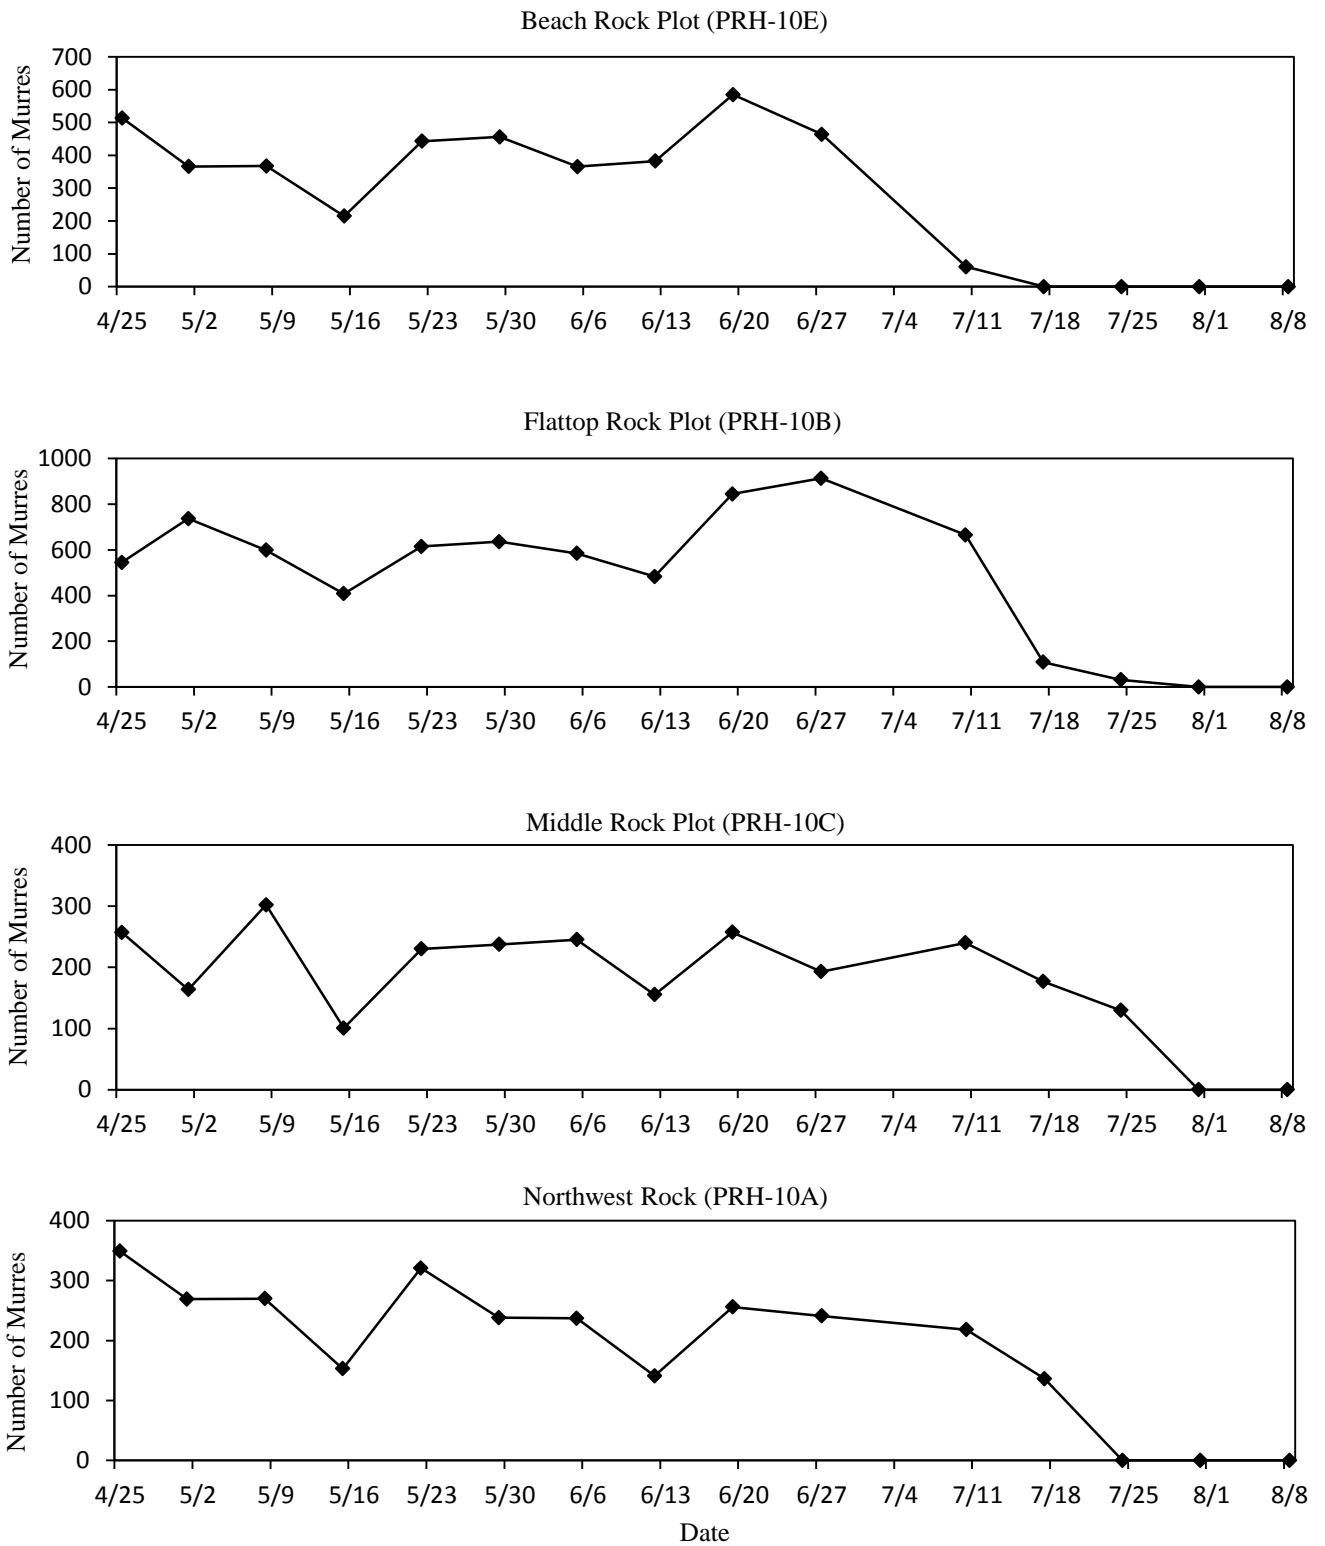 Beach Rock Plot (PRH-10E)
Number of Murres
700
600
500
400
300
200
100
0
4/25 5/2 5/9 5/16 5/23 5/30 6/6 6/13 6/20 6/27 7/4 7/11 7/18 7/25 8/1 8/8
Flattop Rock Plot (PRH-10B)
Number of Murres
1000
800
600
400
200
0
4/25 5/2 5/9 5/16 5/23 5/30 6/6 6/13 6/20 6/27 7/4 7/11 7/18 7/25 8/1 8/8
Middle Rock Plot (PRH-10C)
Number of Murres
400
300
200
100
0
4/25 5/2 5/9 5/16 5/23 5/30 6/6 6/13 6/20 6/27 7/4 7/11 7/18 7/25 8/1 8/8
Northwest Rock (PRH-10A)
Number of Murres
400
300
200
100
0
4/25 5/2 5/9 5/16 5/23 5/30 6/6 6/13 6/20 6/27 7/4 7/11 7/18 7/25 8/1 8/8
Date